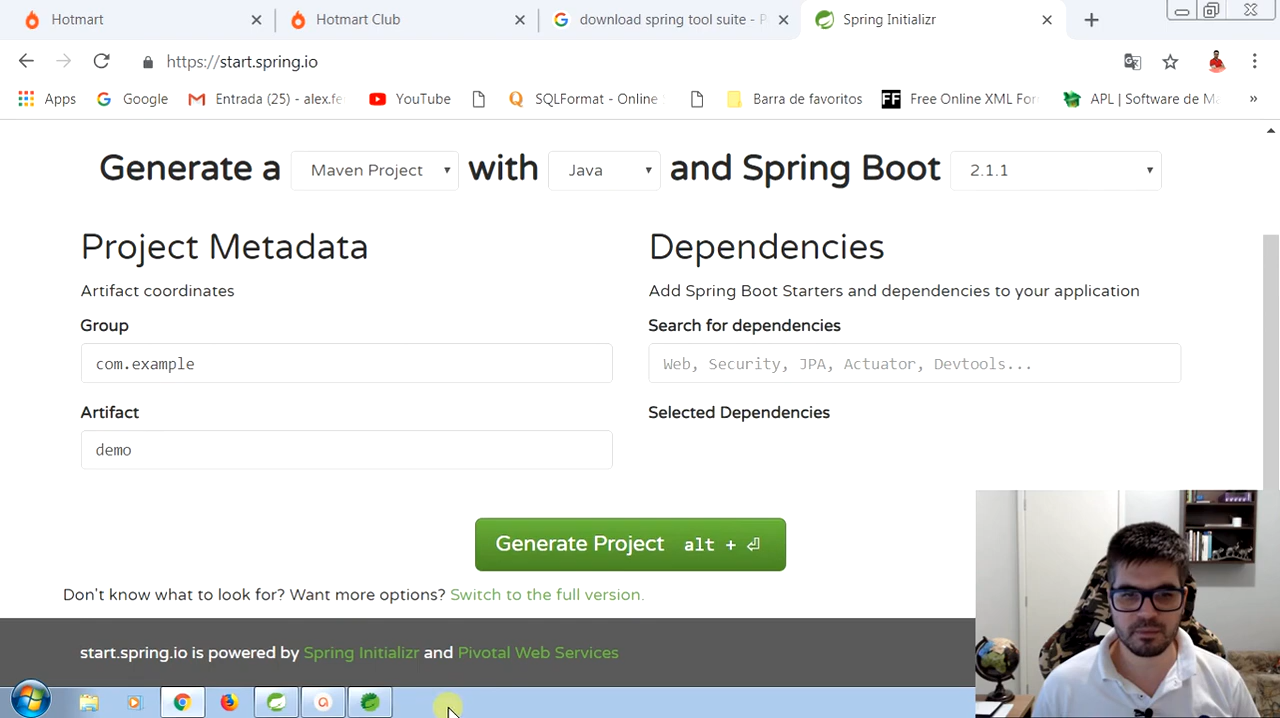 Hotmart
Hotmart Club
download spring tool suite - P
Spring Initializr
https://start.spring.io
Apps
Google
Entrada (25) - alex.fe
YouTube
SQLFormat - Online
Barra de favoritos
FF
Free Online XML For
APL | Software de Ma
»
Generate a Maven Project with Java and Spring Boot 2.1.1
Project Metadata
Artifact coordinates
Group
com.example
Artifact
demo
Dependencies
Add Spring Boot Starters and dependencies to your application
Search for dependencies
Web, Security, JPA, Actuator, Devtools...
Selected Dependencies
Generate Project alt + ⏎
Don't know what to look for? Want more options? Switch to the full version.
start.spring.io is powered by Spring Initializr and Pivotal Web Services